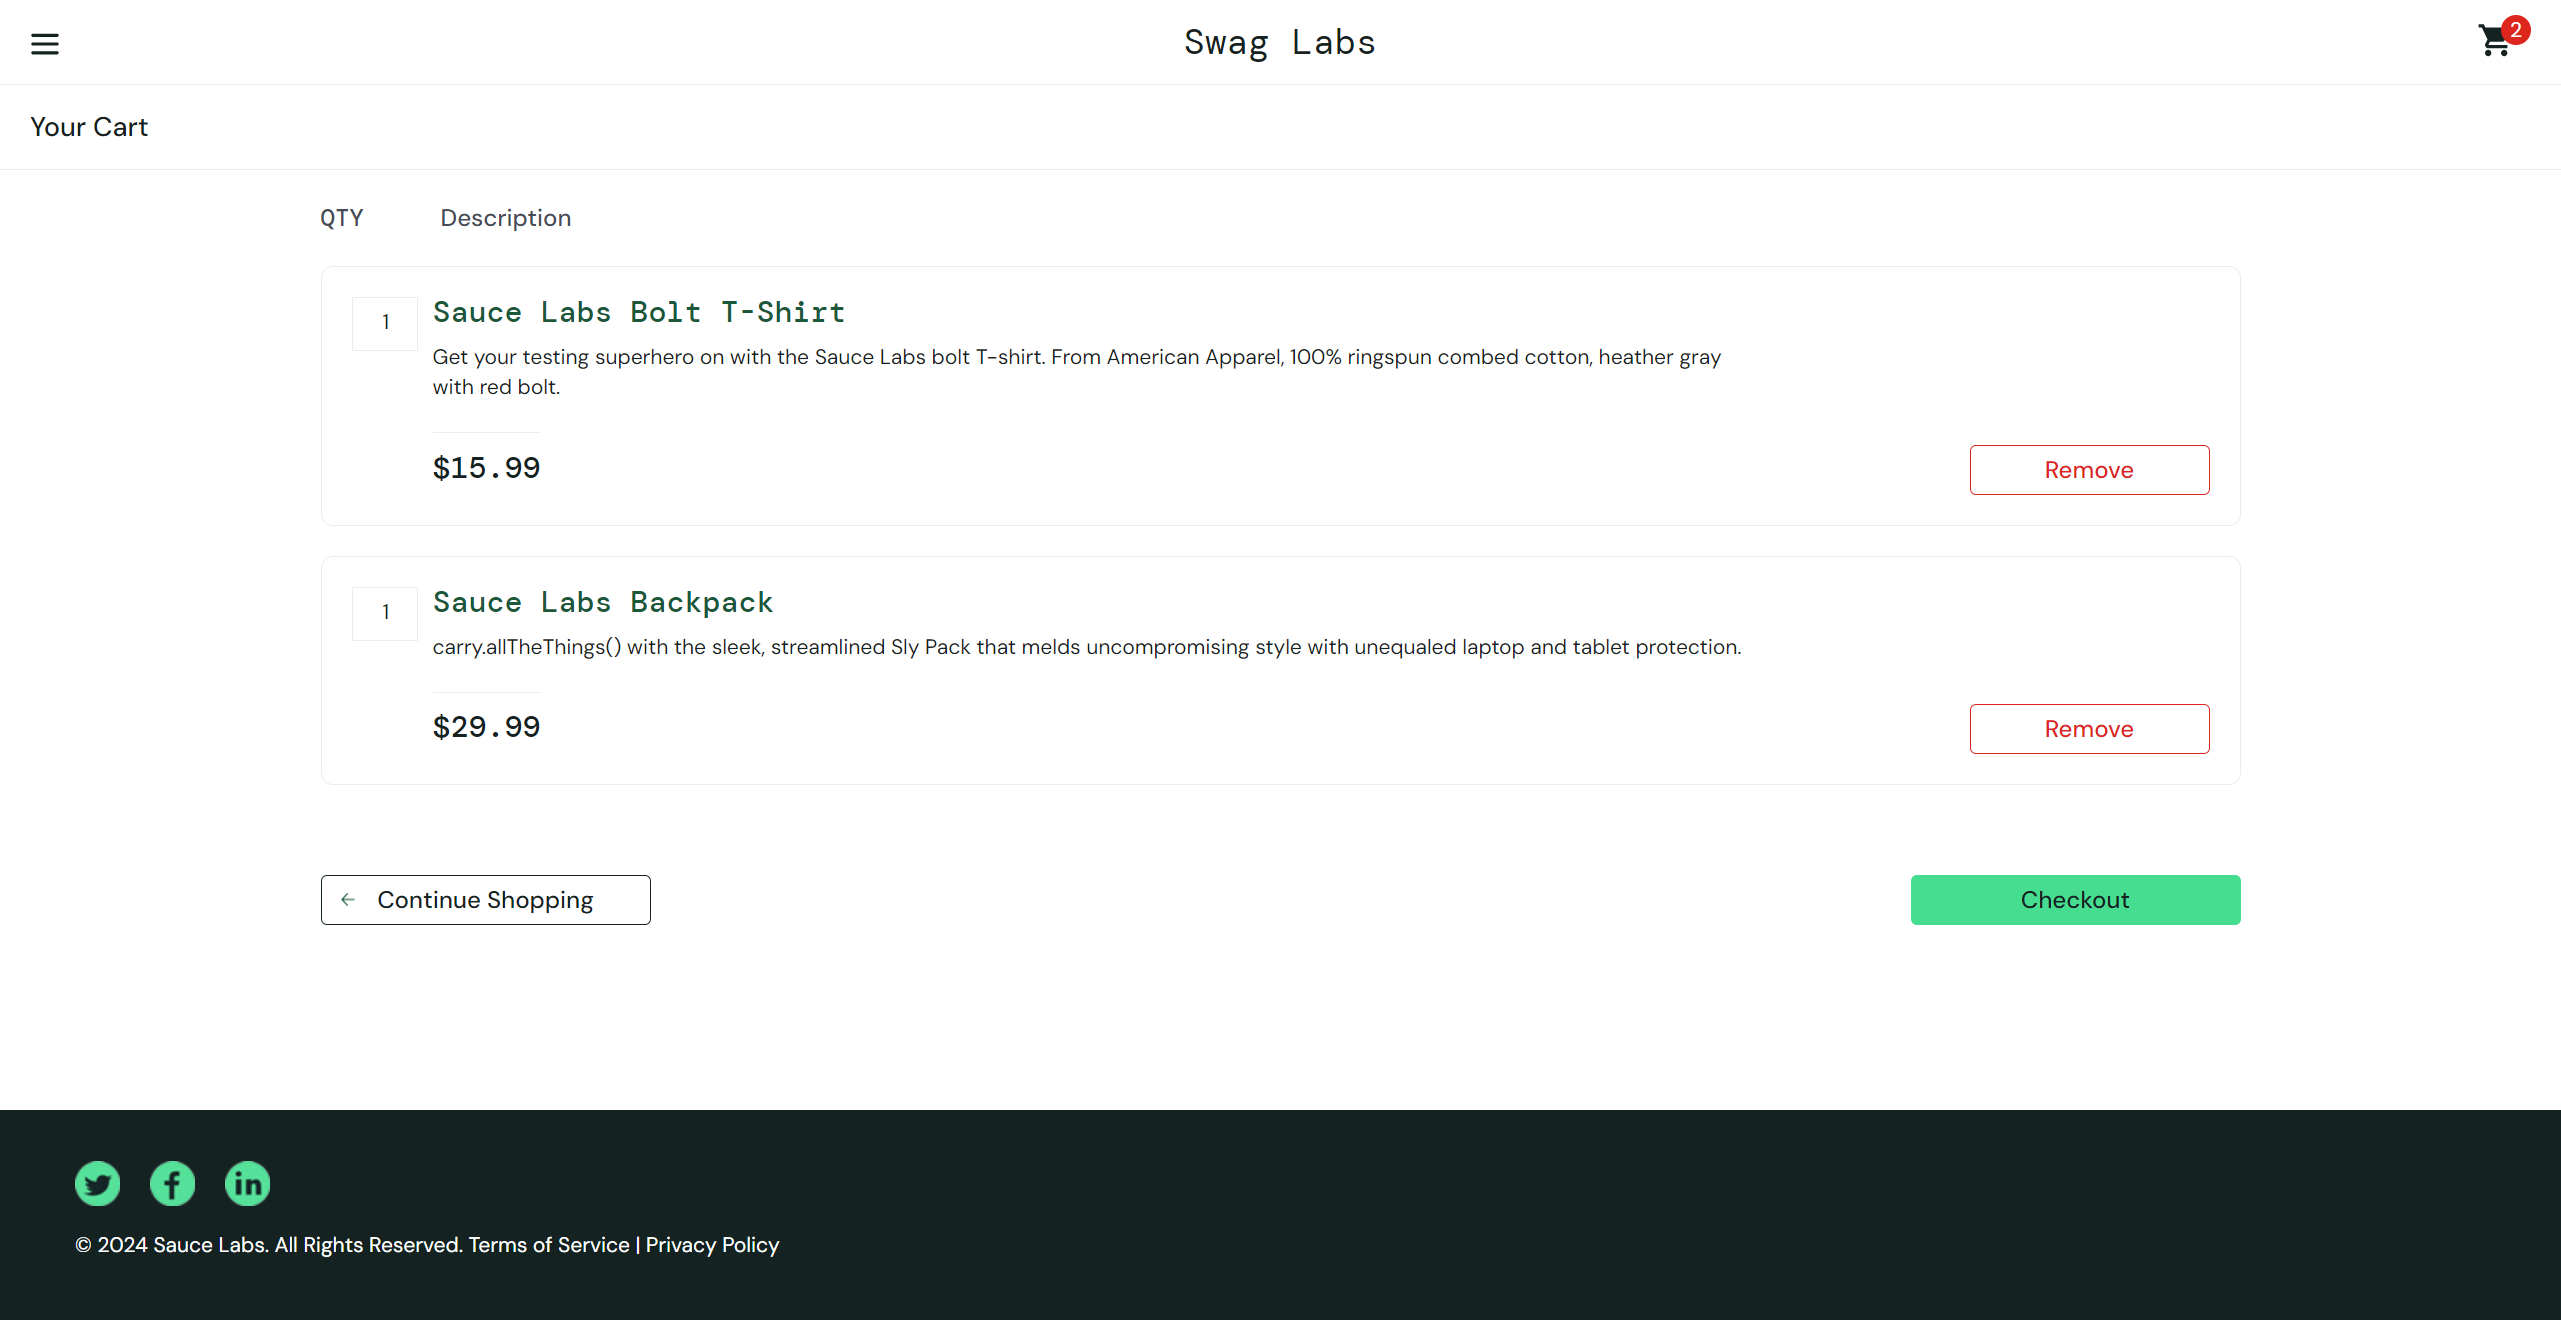 Swag Labs
2
Your Cart
QTY Description
1
Sauce Labs Bolt T-Shirt
Get your testing superhero on with the Sauce Labs bolt T-shirt. From American Apparel, 100% ringspun combed cotton, heather gray
with red bolt.
$15.99
Remove
1
Sauce Labs Backpack
carry.allTheThings() with the sleek, streamlined Sly Pack that melds uncompromising style with unequaled laptop and tablet protection.
$29.99
Remove
Continue Shopping
Checkout
© 2024 Sauce Labs. All Rights Reserved. Terms of Service | Privacy Policy